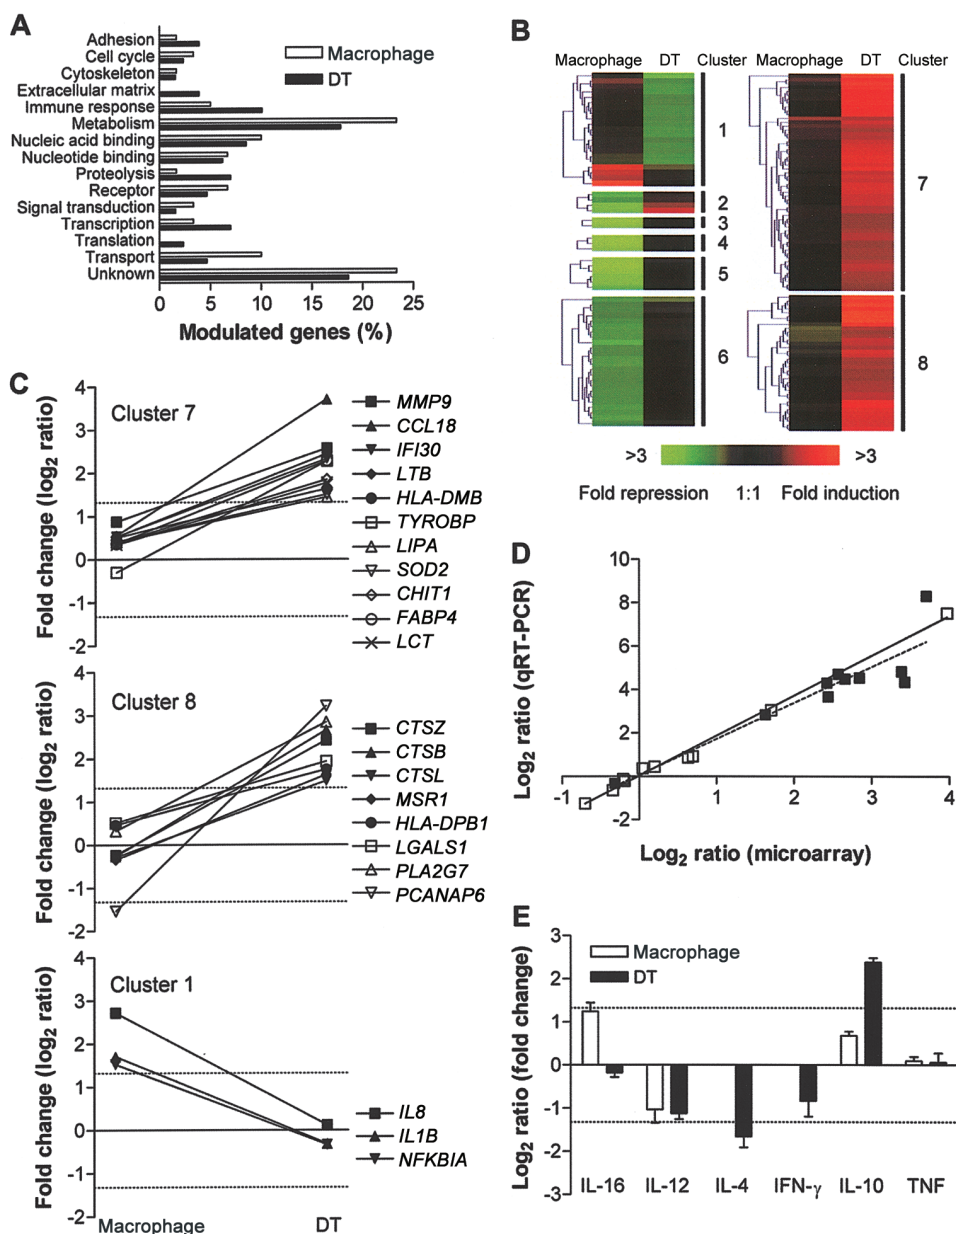 A
Adhesion
Cell cycle
Cytoskeleton
Extracellular matrix
Immune response
Metabolism
Nucleic acid binding
Nucleotide binding
Proteolysis
Receptor
Signal transduction
Transcription
Translation
Transport
Unknown
Macrophage
DT
0 5 10 15 20 25
Modulated genes (%)
B
Macrophage DT Cluster
1
2
3
4
5
6
Macrophage DT Cluster
7
8
>3 >3
Fold repression 1:1 Fold induction
C
Fold change (log2 ratio)
4
3
2
1
0
-1
-2
Cluster 7
MMP9
CCL18
IFI30
LTB
HLA-DMB
TYROBP
LIPA
SOD2
CHIT1
FABP4
LCT
Fold change (log2 ratio)
4
3
2
1
0
-1
-2
Cluster 8
CTSZ
CTSB
CTSL
MSR1
HLA-DPB1
LGALS1
PLA2G7
PCANAP6
Fold change (log2 ratio)
4
3
2
1
0
-1
-2
Cluster 1
IL8
IL1B
NFKBIA
Macrophage DT
D
Log2 ratio (qRT-PCR)
10
8
6
4
2
-2
-1 1 2 3 4
Log2 ratio (microarray)
E
Log2 ratio (fold change)
3
2
1
0
-1
-2
-3
Macrophage
DT
IL-16 IL-12 IL-4 IFN-γ IL-10 TNF